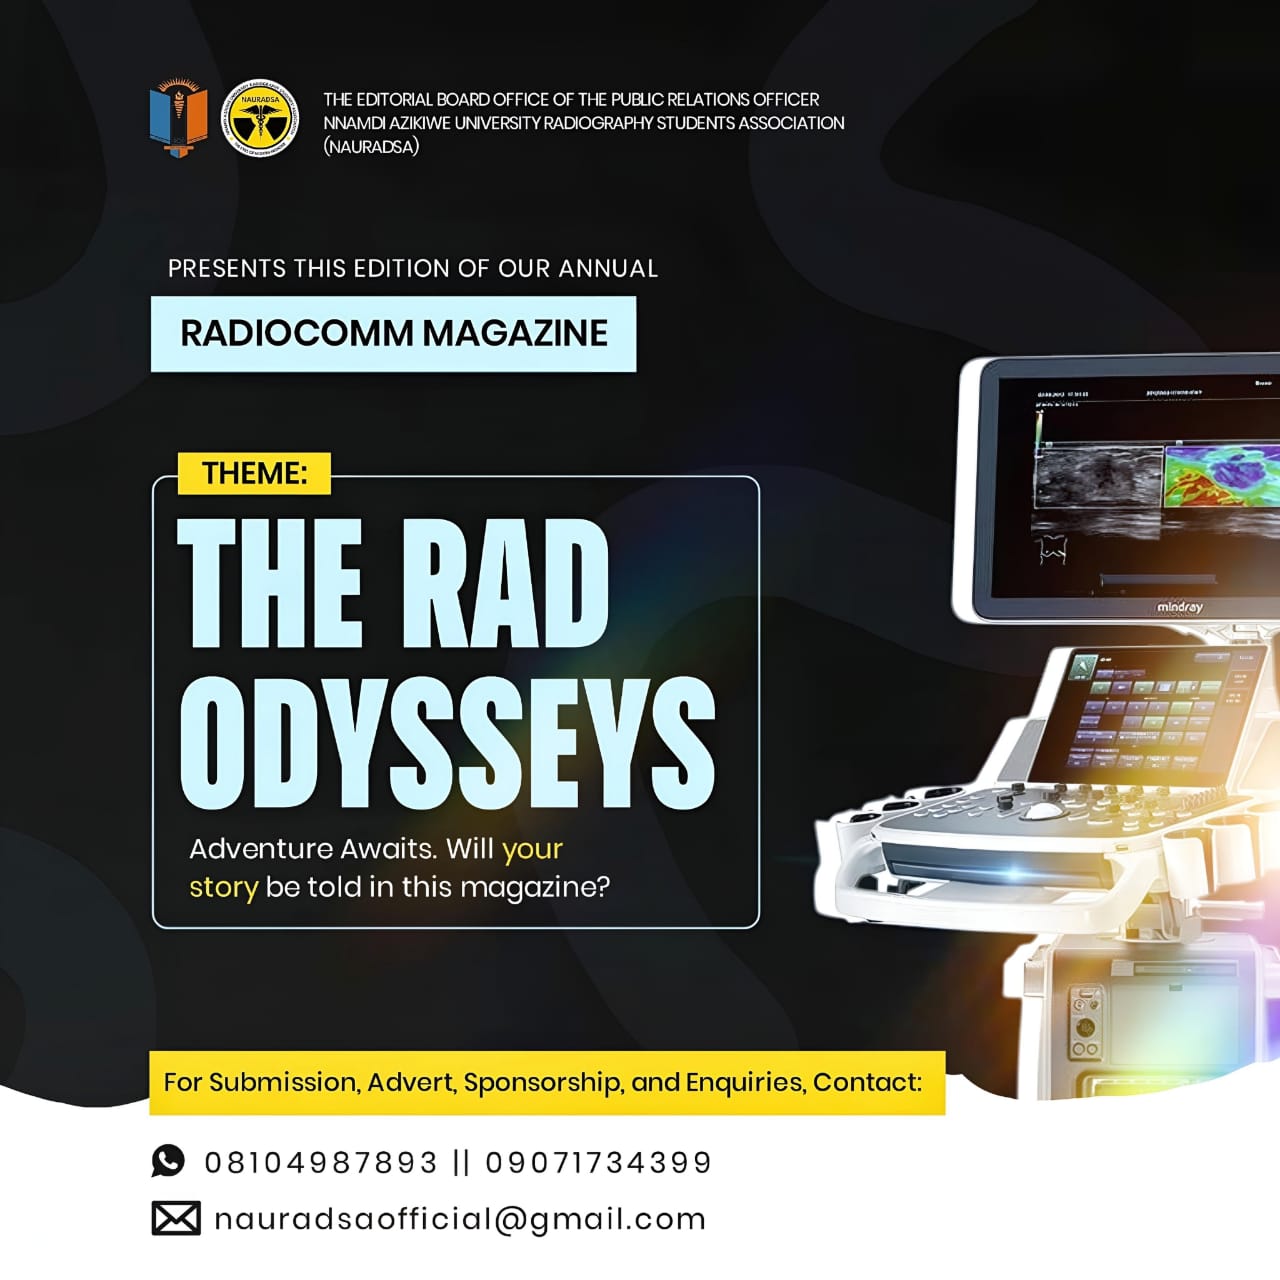 NAURADSA
THE EDITORIAL BOARD OFFICE OF THE PUBLIC RELATIONS OFFICER
NNAMDI AZIKIWE UNIVERSITY RADIOGRAPHY STUDENTS ASSOCIATION
(NAURADSA)
PRESENTS THIS EDITION OF OUR ANNUAL
RADIOCOMM MAGAZINE
THEME:
THE RAD
ODYSSEYS
Adventure Awaits. Will your
story be told in this magazine?
mindray
For Submission, Advert, Sponsorship, and Enquiries, Contact:
08104987893 || 09071734399
nauradsaofficial@gmail.com